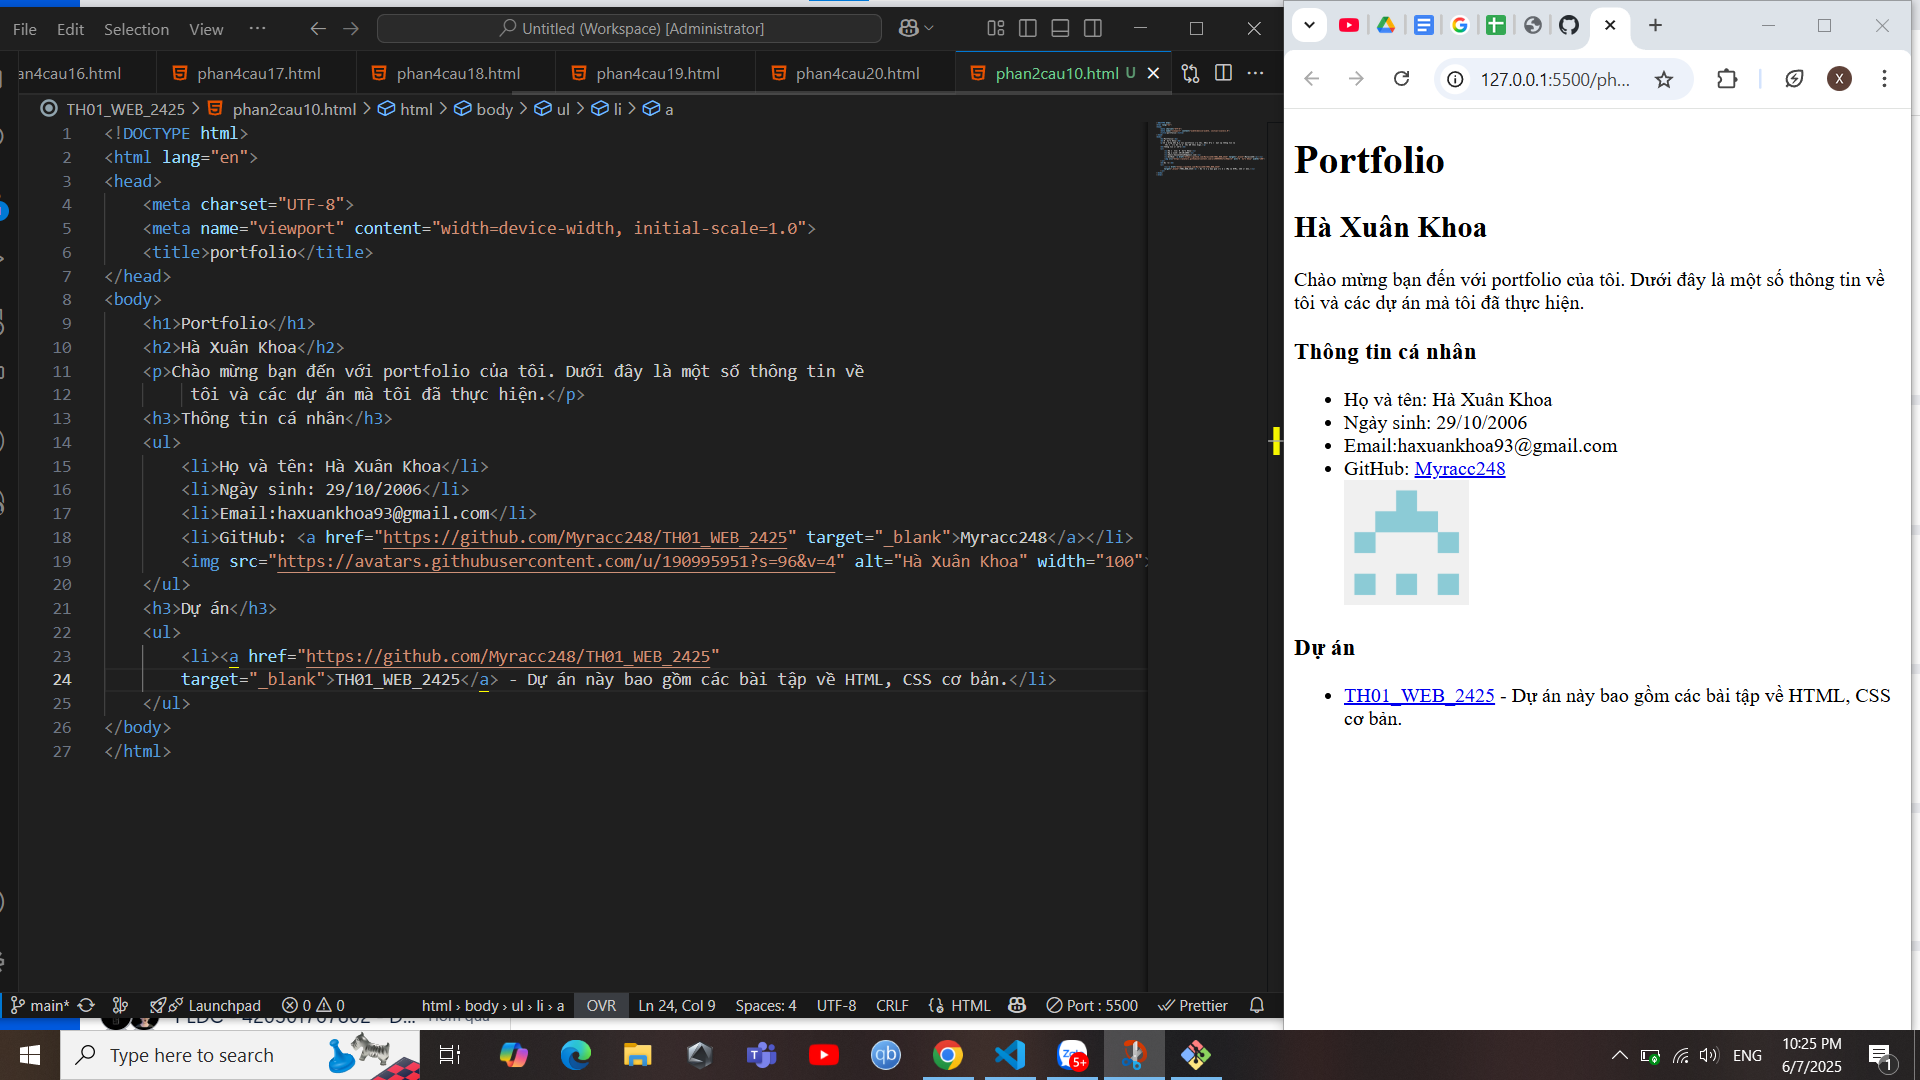 File Edit Selection View ··· Untitled (Workspace) [Administrator]
an4cau16.html phan4cau17.html phan4cau18.html phan4cau19.html phan4cau20.html phan2cau10.html U
TH01_WEB_2425 > phan2cau10.html > html > body > ul > li > a
1 <!DOCTYPE html>
2 <html lang="en">
3 <head>
4 <meta charset="UTF-8">
5 <meta name="viewport" content="width=device-width, initial-scale=1.0">
6 <title>portfolio</title>
7 </head>
8 <body>
9 <h1>Portfolio</h1>
10 <h2>Hà Xuân Khoa</h2>
11 <p>Chào mừng bạn đến với portfolio của tôi. Dưới đây là một số thông tin về
12 tôi và các dự án mà tôi đã thực hiện.</p>
13 <h3>Thông tin cá nhân</h3>
14 <ul>
15 <li>Họ và tên: Hà Xuân Khoa</li>
16 <li>Ngày sinh: 29/10/2006</li>
17 <li>Email:haxuankhoa93@gmail.com</li>
18 <li>GitHub: <a href="https://github.com/Myracc248/TH01_WEB_2425" target="_blank">Myracc248</a></li>
19 <img src="https://avatars.githubusercontent.com/u/190995951?s=96&v=4" alt="Hà Xuân Khoa" width="100">
20 </ul>
21 <h3>Dự án</h3>
22 <ul>
23 <li><a href="https://github.com/Myracc248/TH01_WEB_2425"
24 target="_blank">TH01_WEB_2425</a> - Dự án này bao gồm các bài tập về HTML, CSS cơ bản.</li>
25 </ul>
26 </body>
27 </html>
main* Launchpad 0 0 html › body › ul › li › a OVR Ln 24, Col 9 Spaces: 4 UTF-8 CRLF HTML Port : 5500 Prettier
127.0.0.1:5500/ph... X
Portfolio
Hà Xuân Khoa
Chào mừng bạn đến với portfolio của tôi. Dưới đây là một số thông tin về
tôi và các dự án mà tôi đã thực hiện.
Thông tin cá nhân
• Họ và tên: Hà Xuân Khoa
• Ngày sinh: 29/10/2006
• Email:haxuankhoa93@gmail.com
• GitHub: Myracc248
Dự án
• TH01_WEB_2425 - Dự án này bao gồm các bài tập về HTML, CSS
cơ bản.
Type here to search
qb
5+
ENG
10:25 PM
6/7/2025
1